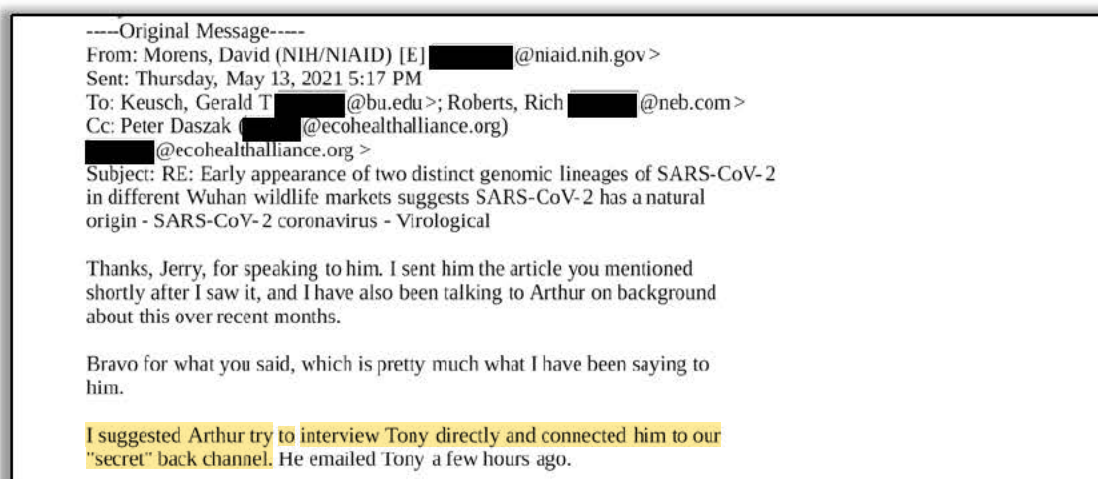 -----Original Message-----
From: Morens, David (NIH/NIAID) [E] @niaid.nih.gov>
Sent: Thursday, May 13, 2021 5:17 PM
To: Keusch, Gerald T @bu.edu>; Roberts, Rich @neb.com>
Cc: Peter Daszak ( @ecohealthalliance.org)
@ecohealthalliance.org >
Subject: RE: Early appearance of two distinct genomic lineages of SARS-CoV-2
in different Wuhan wildlife markets suggests SARS-CoV-2 has a natural
origin - SARS-CoV-2 coronavirus - Virological
Thanks, Jerry, for speaking to him. I sent him the article you mentioned
shortly after I saw it, and I have also been talking to Arthur on background
about this over recent months.
Bravo for what you said, which is pretty much what I have been saying to
him.
I suggested Arthur try to interview Tony directly and connected him to our
"secret" back channel. He emailed Tony a few hours ago.